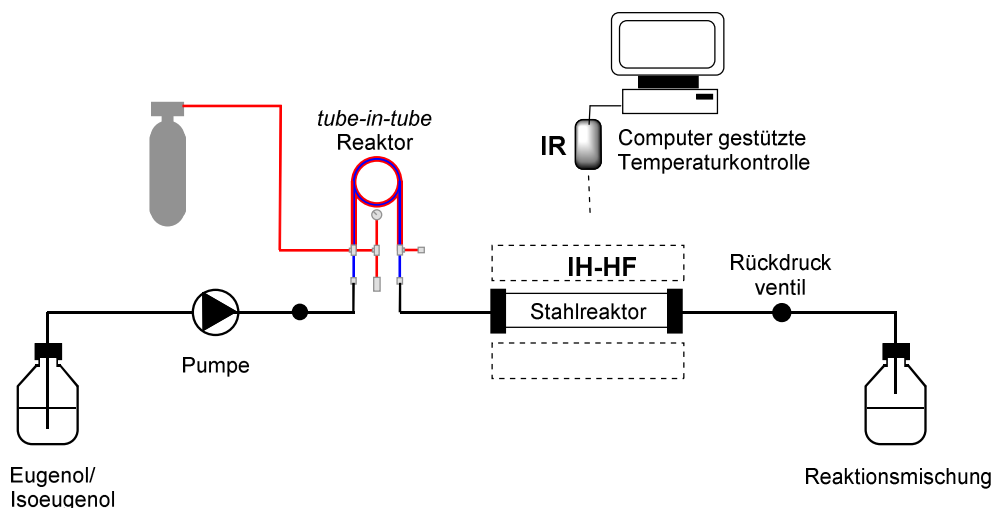 tube-in-tube
Reaktor
IR
Computer gestützte
Temperaturkontrolle
IH-HF
Stahlreaktor
Rückdruck
ventil
Pumpe
Eugenol/
Isoeugenol
Reaktionsmischung